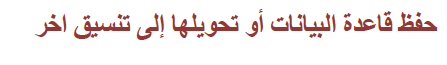 حفظ قاعدة البيانات أو تحويلها إلى تنسيق اخر